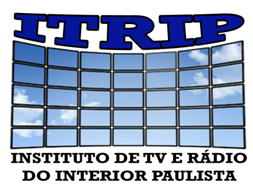 ITRIP
INSTITUTO DE TV E RÁDIO
DO INTERIOR PAULISTA